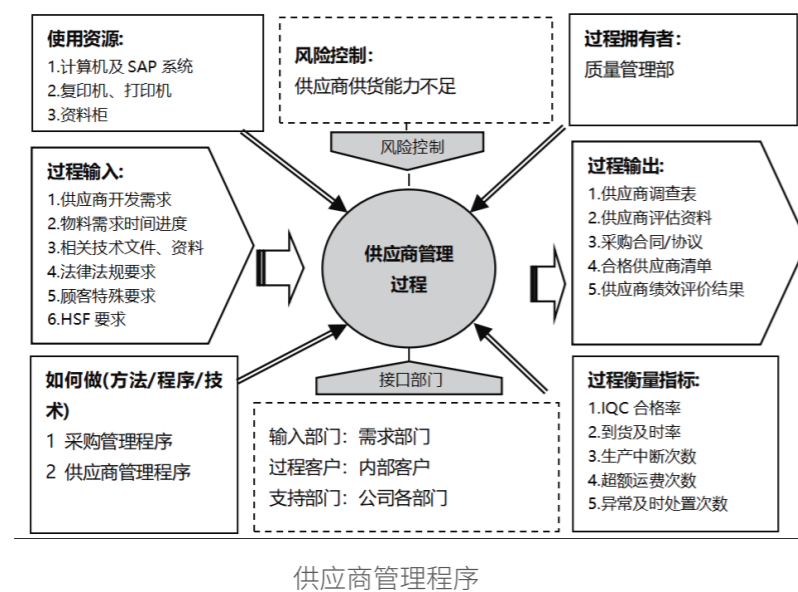 使用资源:
1.计算机及 SAP 系统
2.复印机、打印机
3.资料柜
风险控制:
供应商供货能力不足
过程拥有者:
质量管理部
风险控制
过程输入:
1.供应商开发需求
2.物料需求时间进度
3.相关技术文件、资料
4.法律法规要求
5.顾客特殊要求
6.HSF 要求
供应商管理
过程
过程输出:
1.供应商调查表
2.供应商评估资料
3.采购合同/协议
4.合格供应商清单
5.供应商绩效评价结果
如何做(方法/程序/技
术)
1 采购管理程序
2 供应商管理程序
接口部门
输入部门：需求部门
过程客户：内部客户
支持部门：公司各部门
过程衡量指标:
1.IQC 合格率
2.到货及时率
3.生产中断次数
4.超额运费次数
5.异常及时处置次数
供应商管理程序